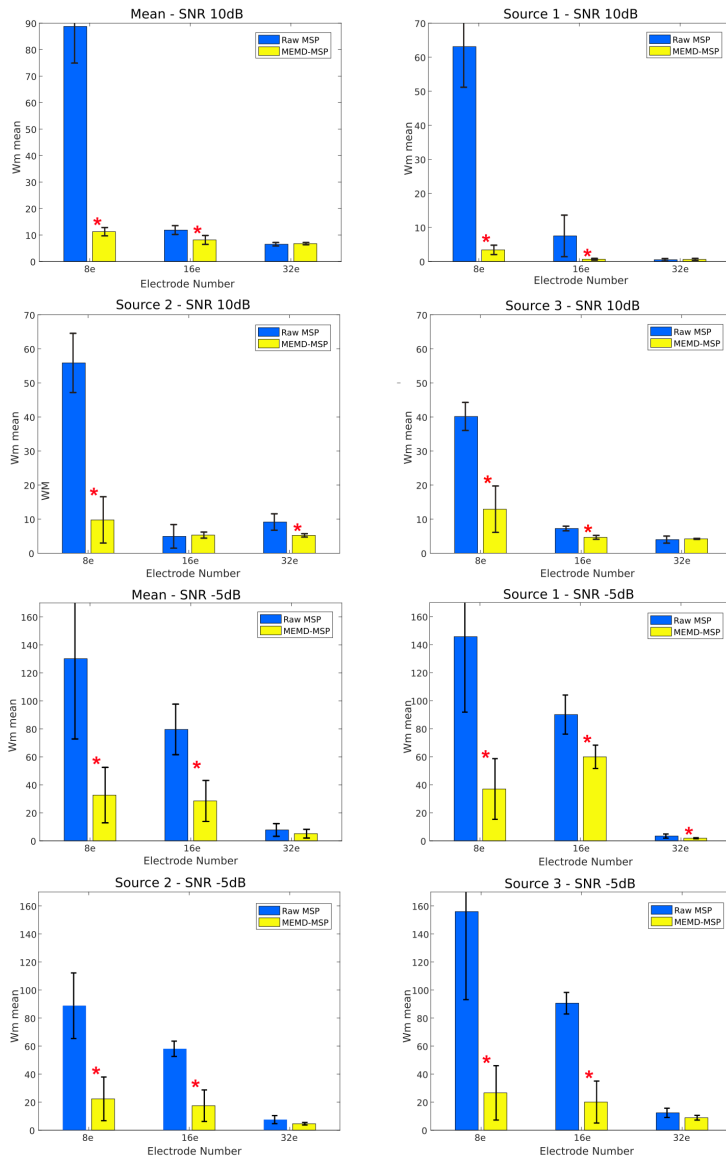 Mean - SNR 10dB
Wm mean
90
80
70
60
50
40
30
20
10
0
Raw MSP
MEMD-MSP
*
*
8e
16e
32e
Electrode Number
Source 1 - SNR 10dB
Wm mean
70
60
50
40
30
20
10
0
Raw MSP
MEMD-MSP
*
*
8e
16e
32e
Electrode Number
Source 2 - SNR 10dB
Wm mean
WM
70
60
50
40
30
20
10
0
Raw MSP
MEMD-MSP
*
*
8e
16e
32e
Electrode Number
Source 3 - SNR 10dB
Wm mean
70
60
50
40
30
20
10
0
Raw MSP
MEMD-MSP
*
*
8e
16e
32e
Electrode Number
Mean - SNR -5dB
Wm mean
160
140
120
100
80
60
40
20
0
Raw MSP
MEMD-MSP
*
*
8e
16e
32e
Electrode Number
Source 1 - SNR -5dB
Wm mean
160
140
120
100
80
60
40
20
0
Raw MSP
MEMD-MSP
*
*
*
8e
16e
32e
Electrode Number
Source 2 - SNR -5dB
Wm mean
160
140
120
100
80
60
40
20
0
Raw MSP
MEMD-MSP
*
*
8e
16e
32e
Electrode Number
Source 3 - SNR -5dB
Wm mean
160
140
120
100
80
60
40
20
0
Raw MSP
MEMD-MSP
*
*
8e
16e
32e
Electrode Number